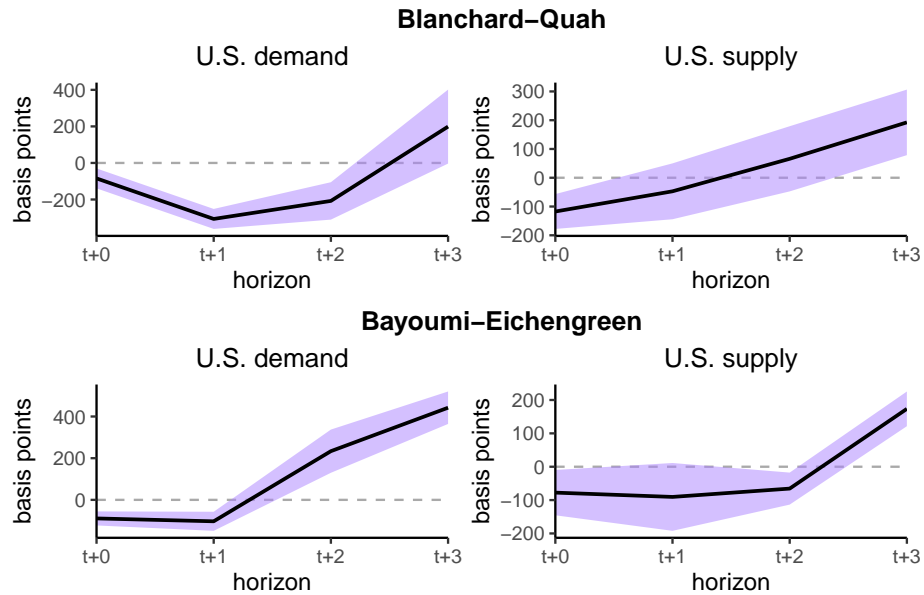 Blanchard−Quah
U.S. demand
U.S. supply
basis points
400
200
0
−200
t+0
t+1
t+2
t+3
horizon
basis points
300
200
100
0
−100
−200
t+0
t+1
t+2
t+3
horizon
Bayoumi−Eichengreen
U.S. demand
U.S. supply
basis points
400
200
0
t+0
t+1
t+2
t+3
horizon
basis points
200
100
0
−100
−200
t+0
t+1
t+2
t+3
horizon